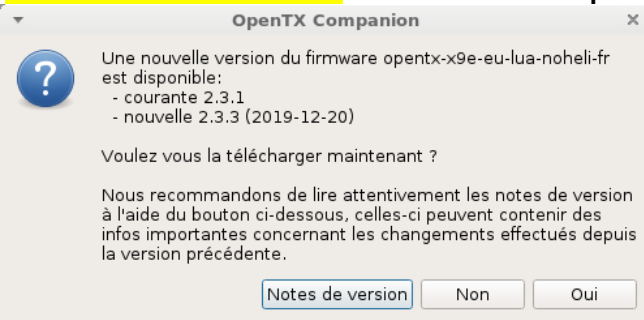 OpenTX Companion
Une nouvelle version du firmware opentx-x9e-eu-lua-noheli-fr
est disponible:
- courante 2.3.1
- nouvelle 2.3.3 (2019-12-20)
Voulez vous la télécharger maintenant ?
Nous recommandons de lire attentivement les notes de version
à l'aide du bouton ci-dessous, celles-ci peuvent contenir des
infos importantes concernant les changements effectués depuis
la version précédente.
Notes de version Non Oui